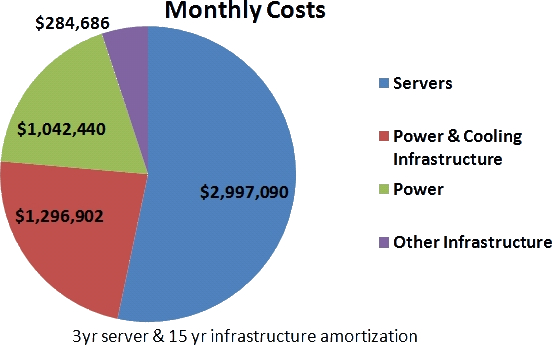 Monthly Costs
$284,686
$1,042,440
$1,296,902
$2,997,090
Servers
Power & Cooling
Infrastructure
Power
Other Infrastructure
3yr server & 15 yr infrastructure amortization